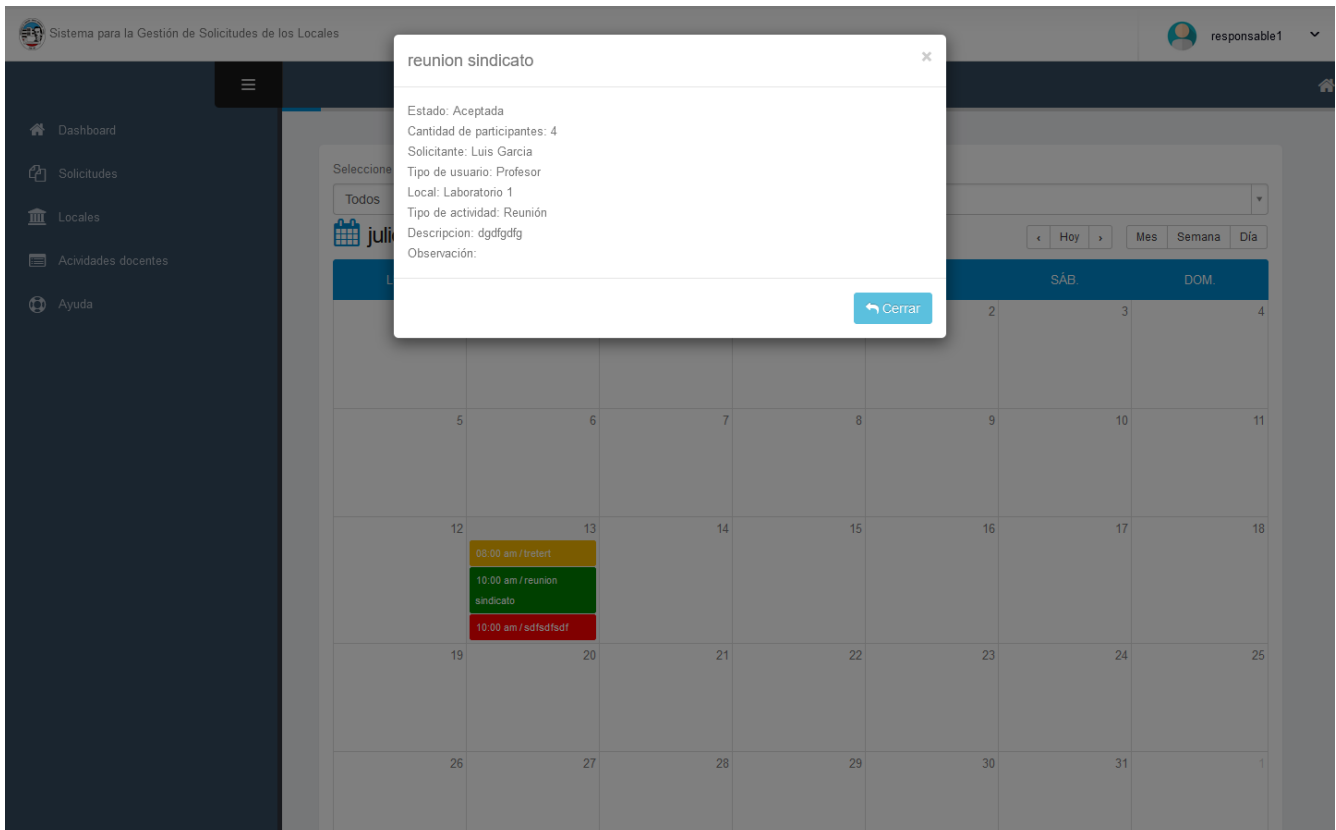 Sistema para la Gestión de Solicitudes de los Locales
responsable1
reunion sindicato
×
Estado: Aceptada
Cantidad de participantes: 4
Solicitante: Luis Garcia
Tipo de usuario: Profesor
Local: Laboratorio 1
Tipo de actividad: Reunión
Descripcion: dgdfgdfg
Observación:
Cerrar
Dashboard
Solicitudes
Locales
Acividades docentes
Ayuda
Seleccione
Todos
juli
‹ Hoy › Mes Semana Día
L SÁB. DOM.
2 3 4
5 6 7 8 9 10 11
12 13 14 15 16 17 18
08:00 am / tretert
10:00 am / reunion
sindicato
10:00 am / sdfsdfsdf
19 20 21 22 23 24 25
26 27 28 29 30 31 1